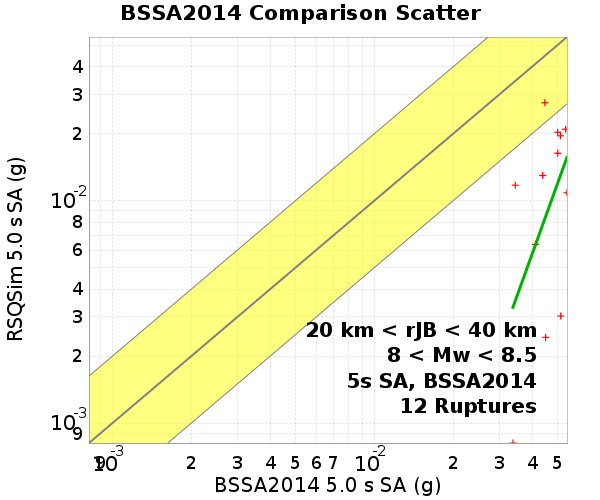 BSSA2014 Comparison Scatter
RSQSim 5.0 s SA (g)
4
3
2
10-2
8
6
4
3
2
10-3
9
20 km < rJB < 40 km
8 < Mw < 8.5
5s SA, BSSA2014
12 Ruptures
9 10-3 2 3 4 5 6 7 10-2 2 3 4 5
BSSA2014 5.0 s SA (g)